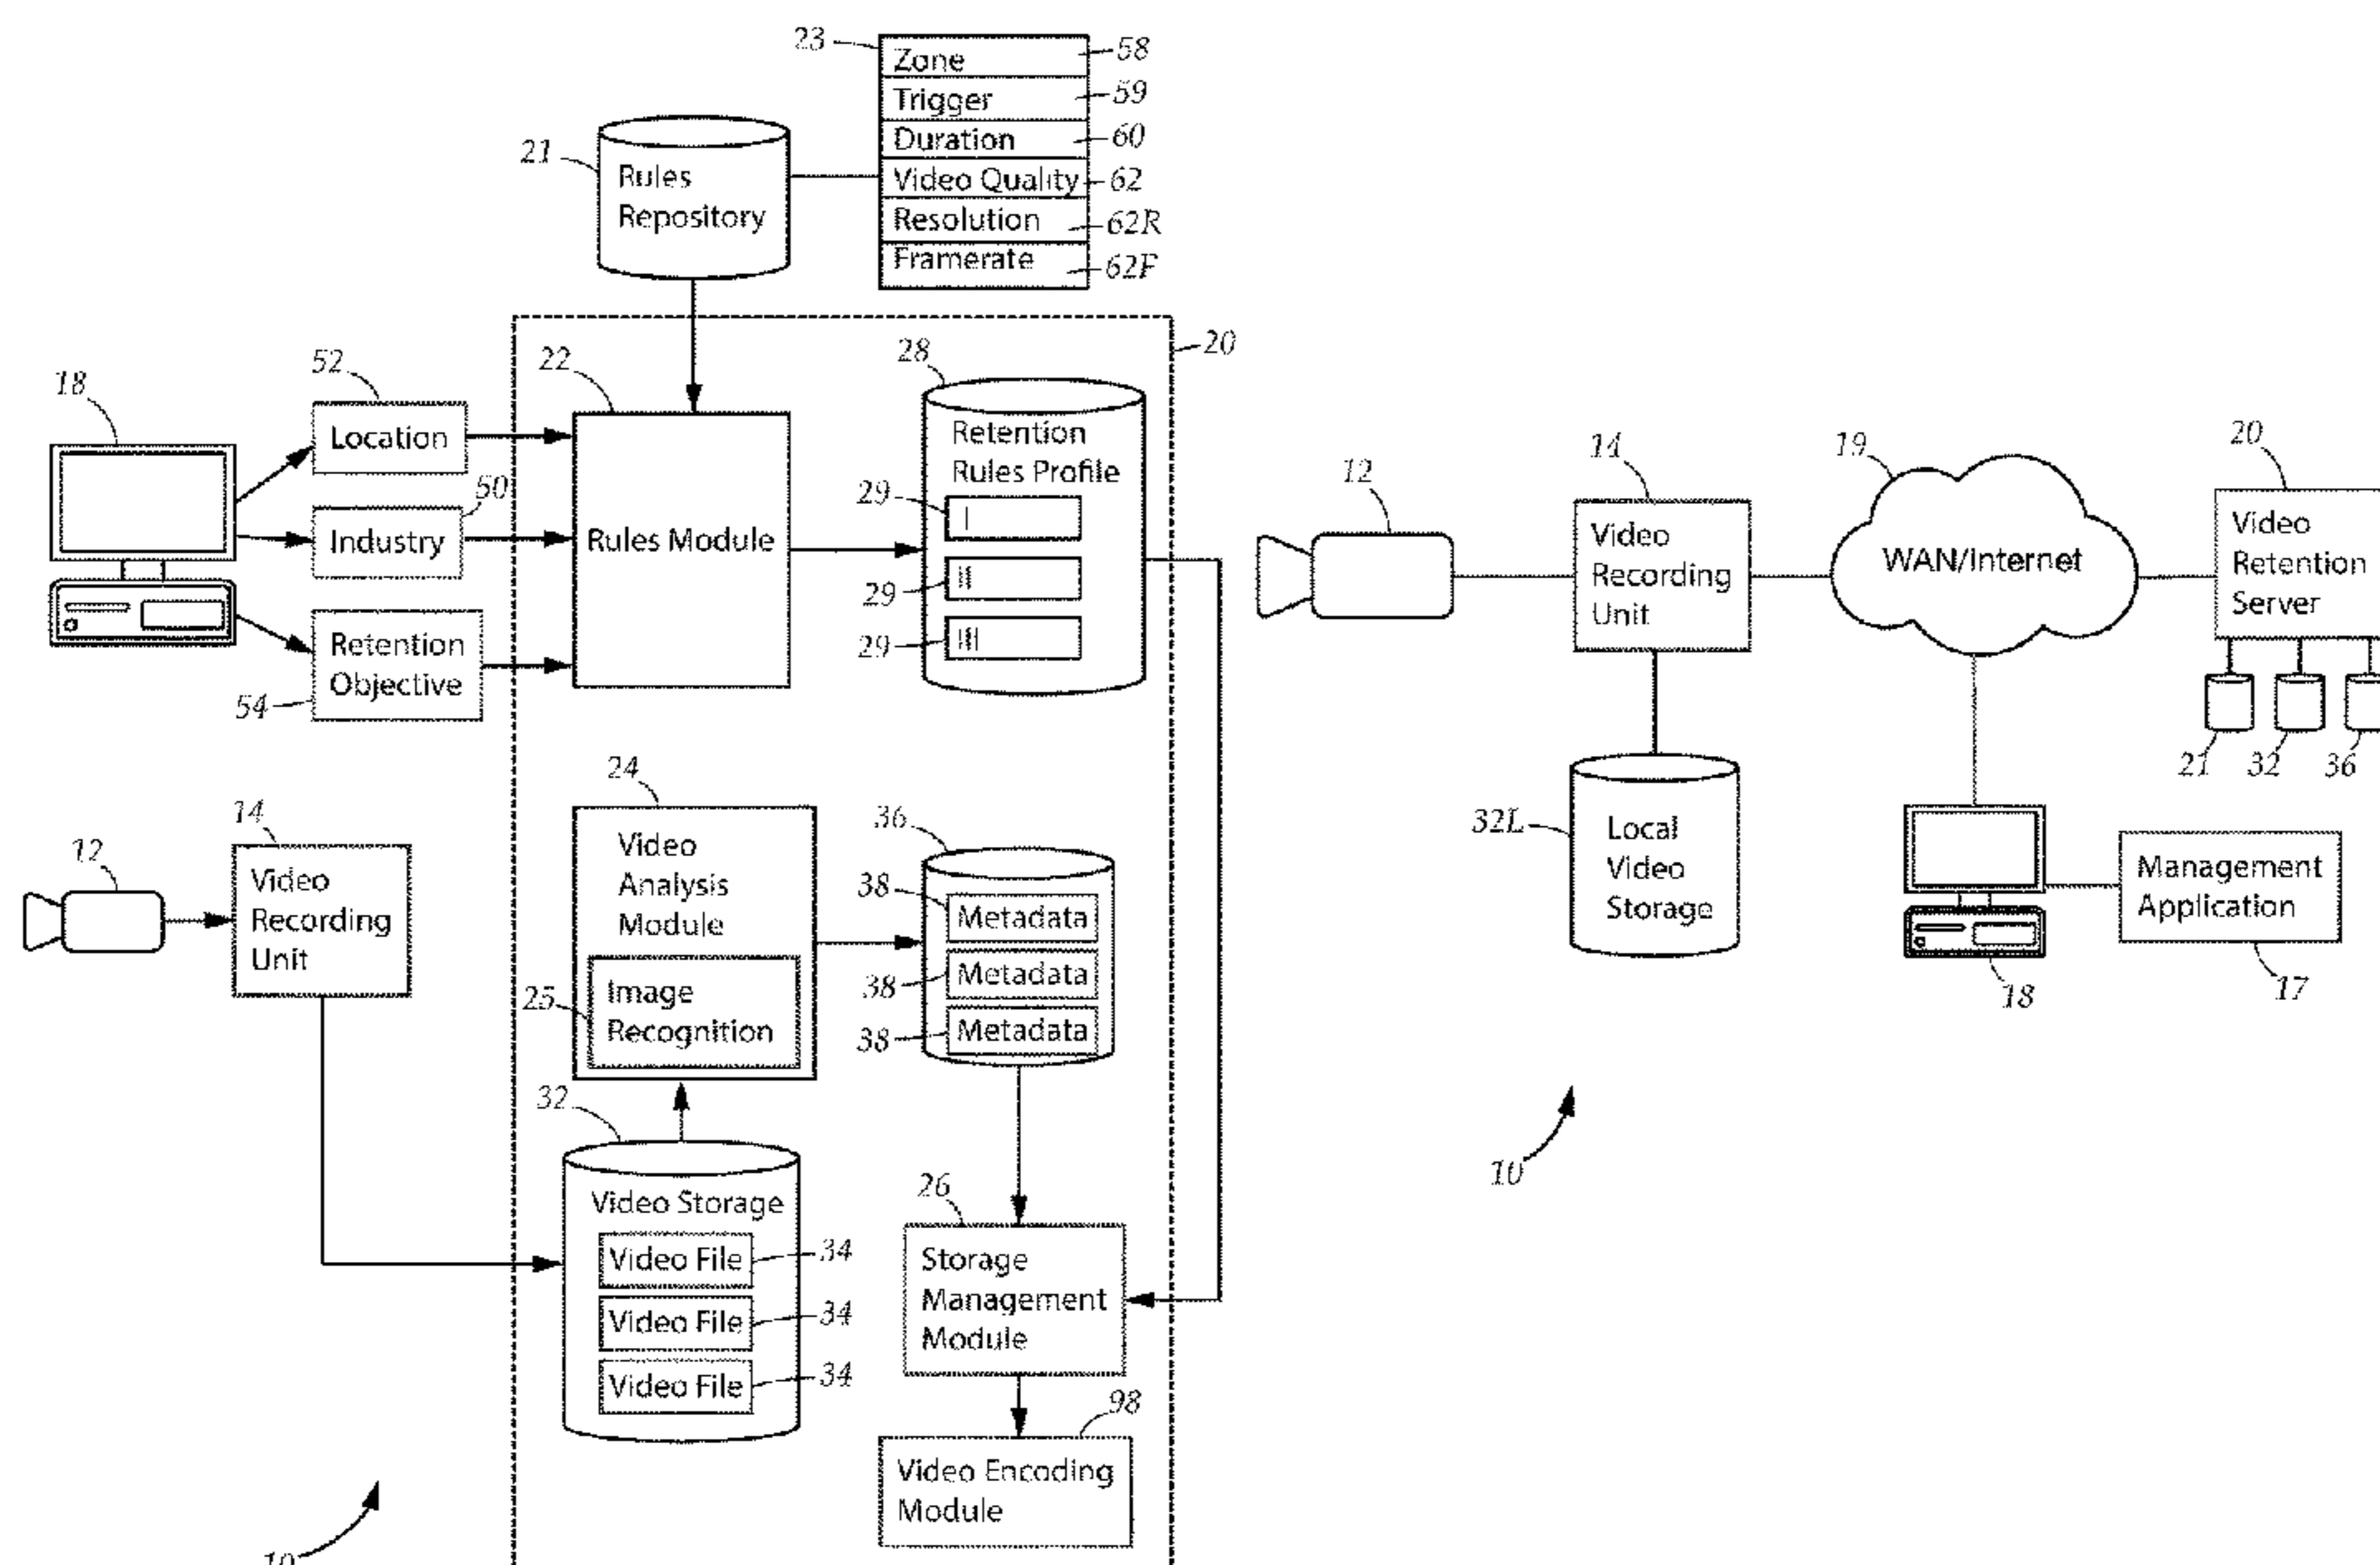 23
Zone
58
Trigger
59
Duration
60
Video Quality
62
Resolution
62R
Framerate
62F
21
Rules
Repository
20
18
52
Location
50
Industry
Retention
Objective
54
22
Rules Module
28
Retention
Rules Profile
29
I
29
II
29
III
12
14
Video
Recording
Unit
24
Video
Analysis
Module
25
Image
Recognition
36
38
Metadata
38
Metadata
38
Metadata
32
Video Storage
Video File
34
Video File
34
Video File
34
26
Storage
Management
Module
98
Video Encoding
Module
10
12
14
Video
Recording
Unit
19
WAN/Internet
20
Video
Retention
Server
21
32
36
32L
Local
Video
Storage
18
Management
Application
17
10